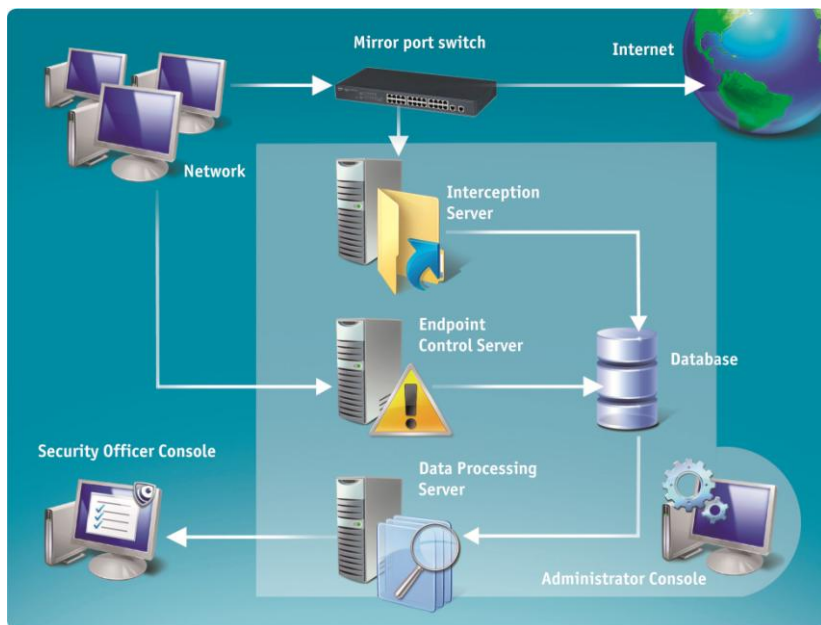 Mirror port switch
Internet
Network
Interception
Server
Endpoint
Control Server
Database
Security Officer Console
Data Processing
Server
Administrator Console